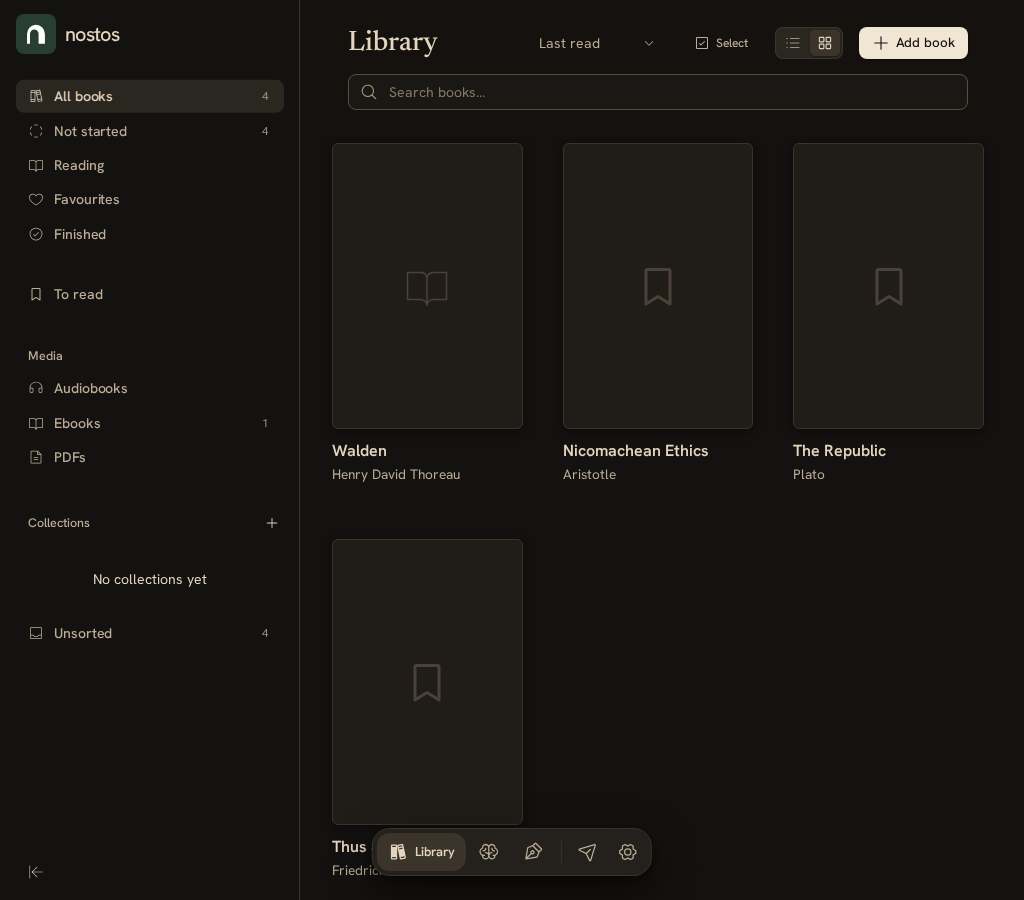 nostos
All books 4
Not started 4
Reading
Favourites
Finished
To read
Media
Audiobooks
Ebooks 1
PDFs
Collections
No collections yet
Unsorted 4
Library
Last read
Select
Add book
Search books...
Walden
Henry David Thoreau
Nicomachean Ethics
Aristotle
The Republic
Plato
Thus
Library